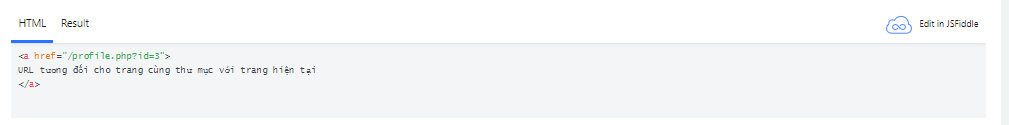 HTML Result Edit in JSFiddle
<a href="/profile.php?id=3">
URL tương đối cho trang cùng thư mục với trang hiện tại
</a>